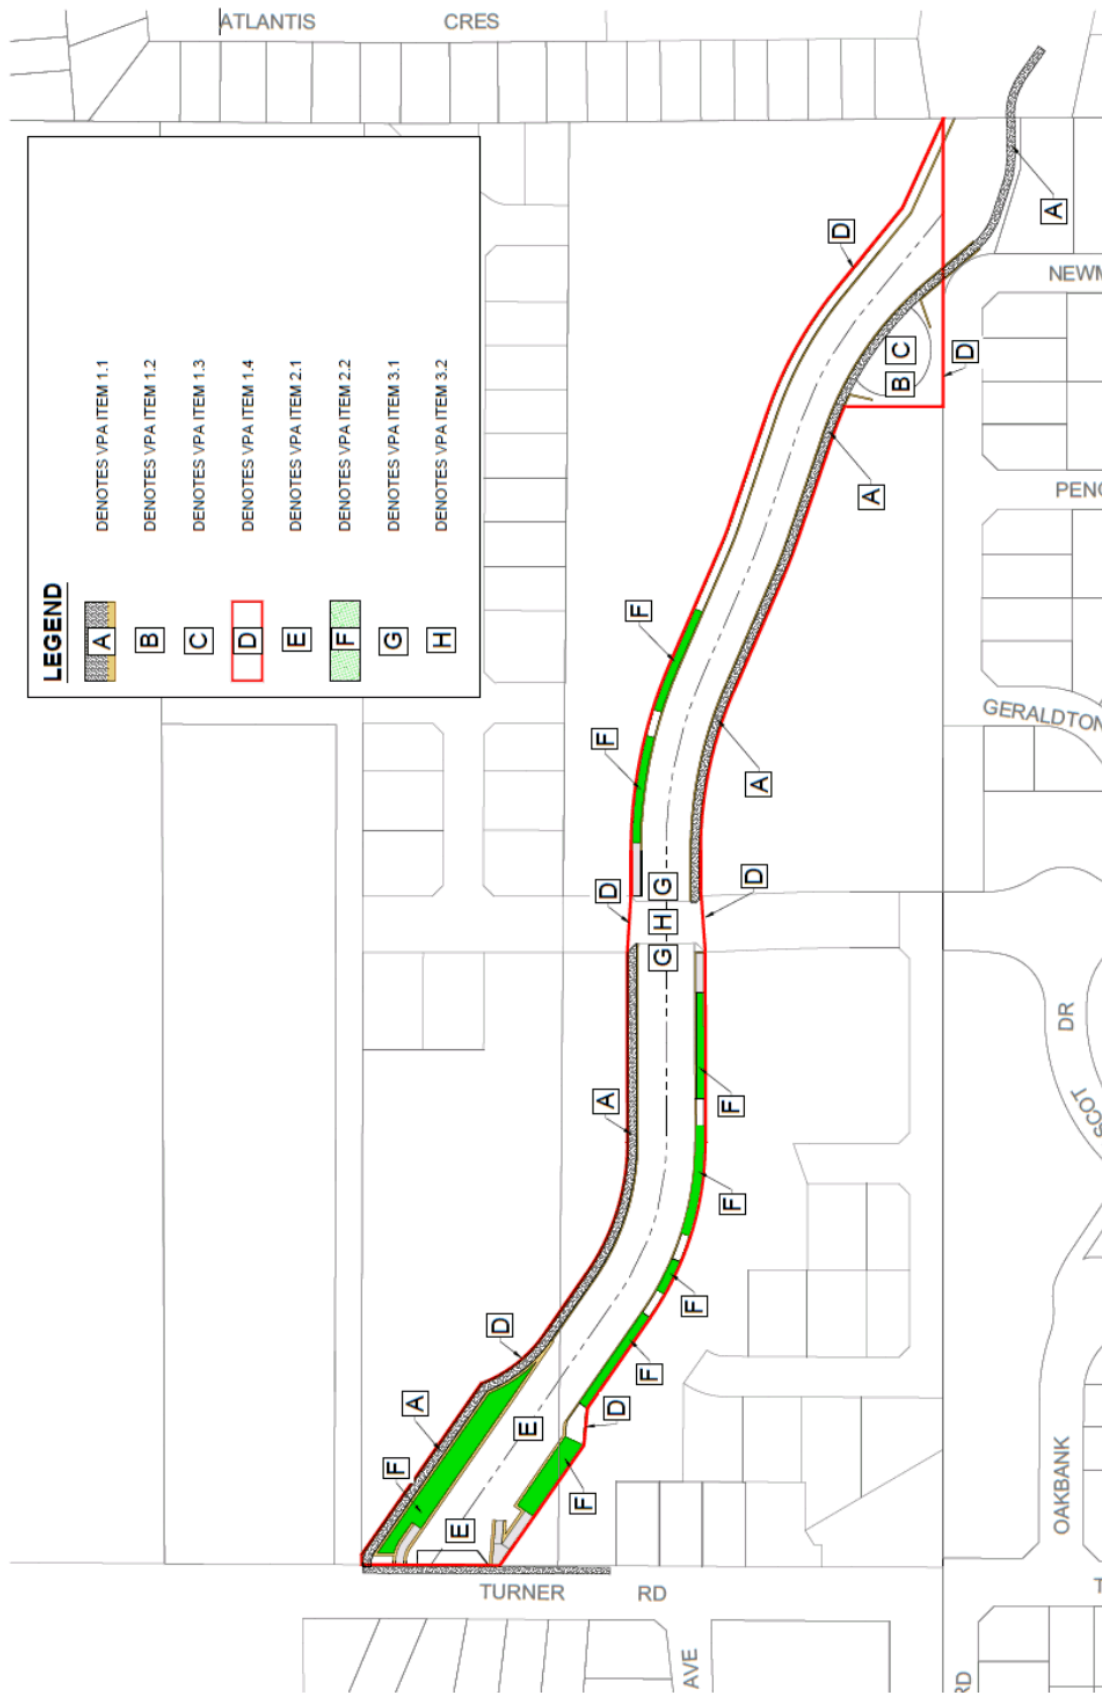 ATLANTIS CRES
LEGEND
A DENOTES VPA ITEM 1.1
B DENOTES VPA ITEM 1.2
C DENOTES VPA ITEM 1.3
D DENOTES VPA ITEM 1.4
E DENOTES VPA ITEM 2.1
F DENOTES VPA ITEM 2.2
G DENOTES VPA ITEM 3.1
H DENOTES VPA ITEM 3.2
A
D
NEWM
C
D
B
A
PENG
F
GERALDTON
F
A
D
G
D
H
G
DR
SCOT
A
F
F
F
D
F
A
D
E
F
F
E
OAKBANK
TURNER RD
T
AVE
RD